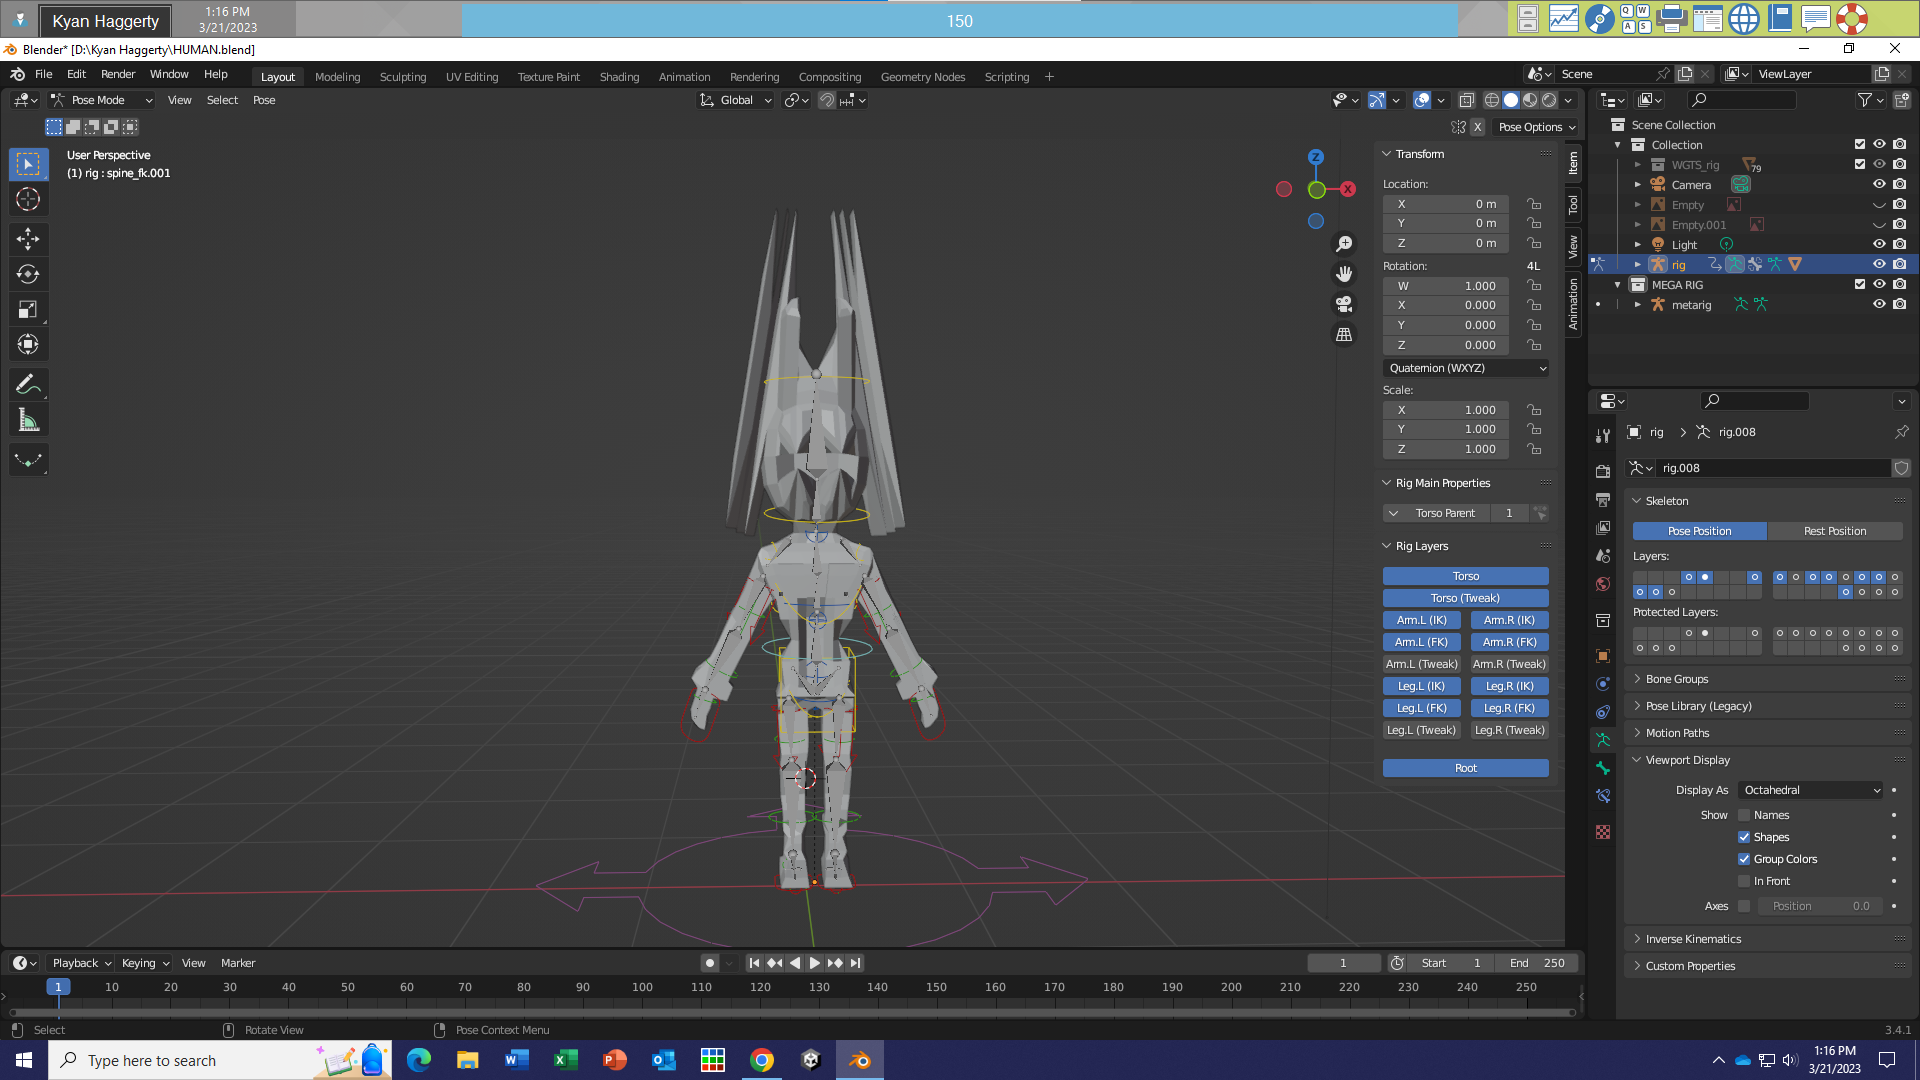 Kyan Haggerty
1:16 PM
3/21/2023
150
Q W
A S
Blender* [D:\Kyan Haggerty\HUMAN.blend]
File Edit Render Window Help
Layout Modeling Sculpting UV Editing Texture Paint Shading Animation Rendering Compositing Geometry Nodes Scripting +
Scene
ViewLayer
Pose Mode View Select Pose
Global
X Pose Options
User Perspective
(1) rig : spine_fk.001
Z
X
Item
Tool
View
Animation
Transform
Location:
X 0 m
Y 0 m
Z 0 m
Rotation: 4L
W 1.000
X 0.000
Y 0.000
Z 0.000
Quaternion (WXYZ)
Scale:
X 1.000
Y 1.000
Z 1.000
Rig Main Properties
Torso Parent 1
Rig Layers
Torso
Torso (Tweak)
Arm.L (IK) Arm.R (IK)
Arm.L (FK) Arm.R (FK)
Arm.L (Tweak) Arm.R (Tweak)
Leg.L (IK) Leg.R (IK)
Leg.L (FK) Leg.R (FK)
Leg.L (Tweak) Leg.R (Tweak)
Root
Scene Collection
Collection
WGTS_rig 79
Camera
Empty
Empty.001
Light
rig
MEGA RIG
metarig
rig > rig.008
rig.008
Skeleton
Pose Position Rest Position
Layers:
Protected Layers:
Bone Groups
Pose Library (Legacy)
Motion Paths
Viewport Display
Display As Octahedral
Show Names
Shapes
Group Colors
In Front
Axes Position 0.0
Inverse Kinematics
Custom Properties
Playback Keying View Marker
1 Start 1 End 250
1 10 20 30 40 50 60 70 80 90 100 110 120 130 140 150 160 170 180 190 200 210 220 230 240 250
Select Rotate View Pose Context Menu 3.4.1
Type here to search
1:16 PM
3/21/2023